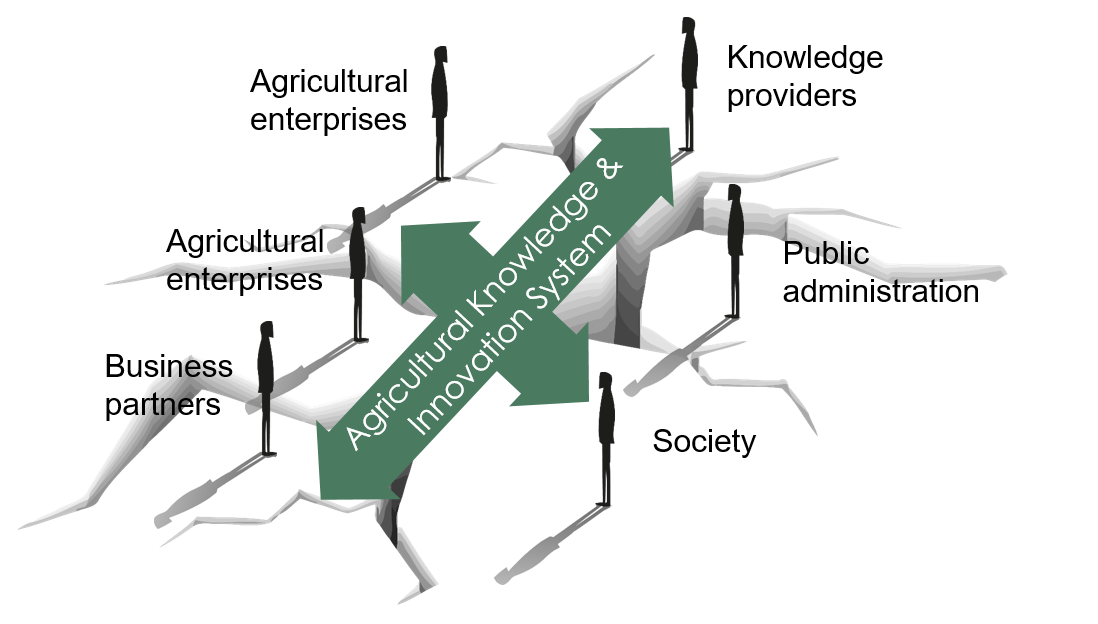 Agricultural
enterprises
Knowledge
providers
Agricultural
enterprises
Public
administration
Business
partners
Society
Agricultural Knowledge &
Innovation System